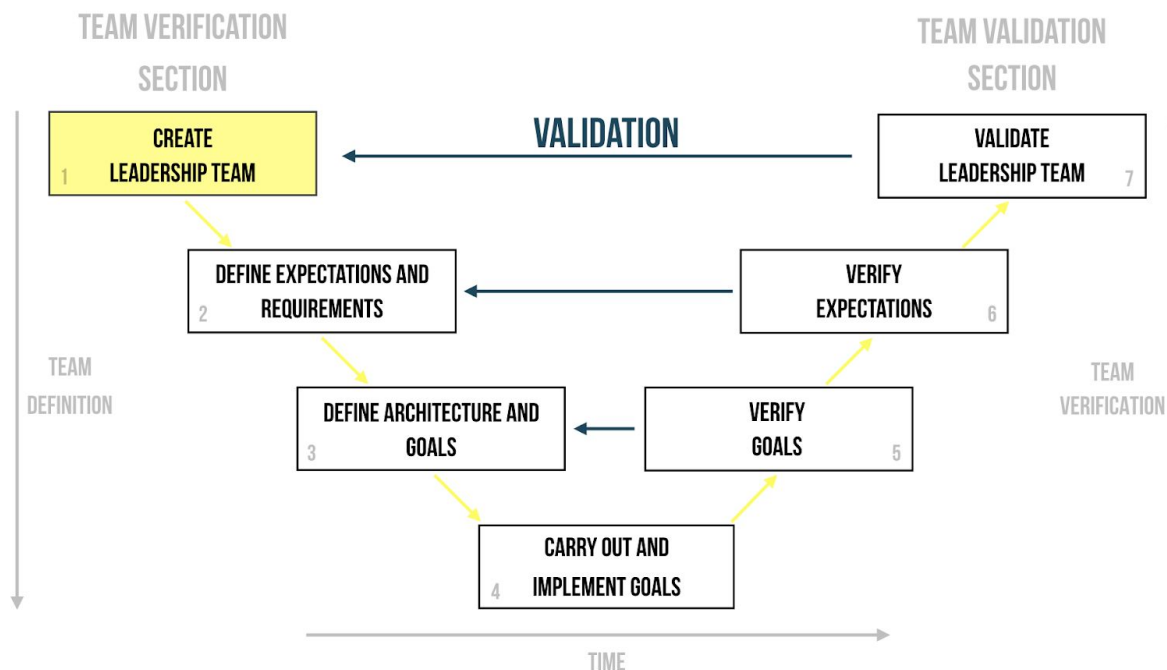 TEAM VERIFICATION
SECTION
TEAM VALIDATION
SECTION
CREATE
LEADERSHIP TEAM
1
VALIDATION
VALIDATE
LEADERSHIP TEAM
7
DEFINE EXPECTATIONS AND
REQUIREMENTS
2
VERIFY
EXPECTATIONS
6
TEAM
DEFINITION
DEFINE ARCHITECTURE AND
GOALS
3
VERIFY
GOALS
5
TEAM
VERIFICATION
CARRY OUT AND
IMPLEMENT GOALS
4
TIME